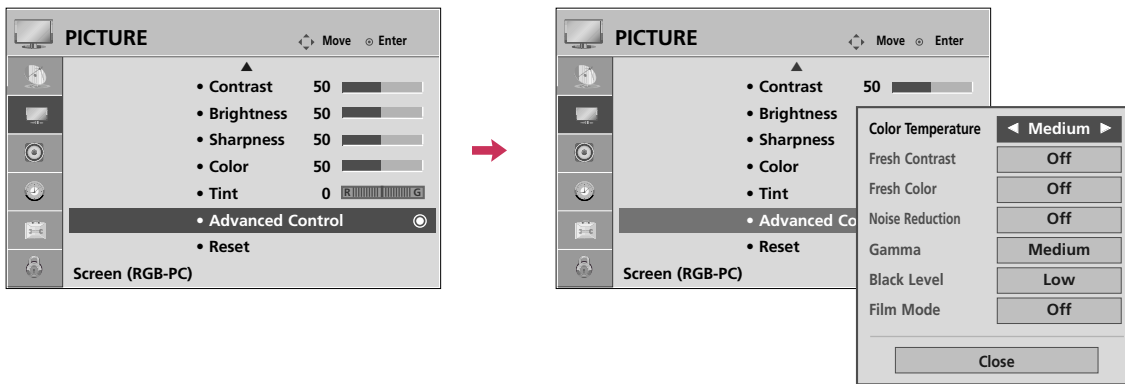 PICTURE Move Enter
• Contrast 50
• Brightness 50
• Sharpness 50
• Color 50
• Tint 0 R G
• Advanced Control
• Reset
Screen (RGB-PC)
PICTURE Move Enter
• Contrast 50
• Brightness
• Sharpness
• Color
• Tint
• Advanced Co
• Reset
Screen (RGB-PC)
Color Temperature ◀ Medium ▶
Fresh Contrast Off
Fresh Color Off
Noise Reduction Off
Gamma Medium
Black Level Low
Film Mode Off
Close